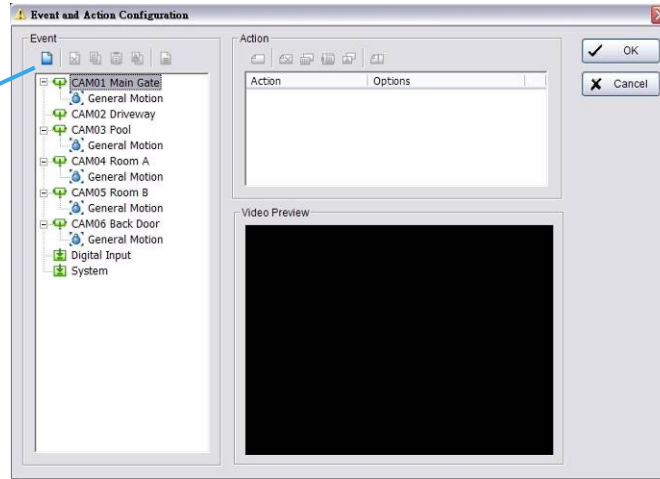 Event and Action Configuration
Event
CAM01 Main Gate
General Motion
CAM02 Driveway
CAM03 Pool
General Motion
CAM04 Room A
General Motion
CAM05 Room B
General Motion
CAM06 Back Door
General Motion
Digital Input
System
Action
Action Options
Video Preview
OK
Cancel